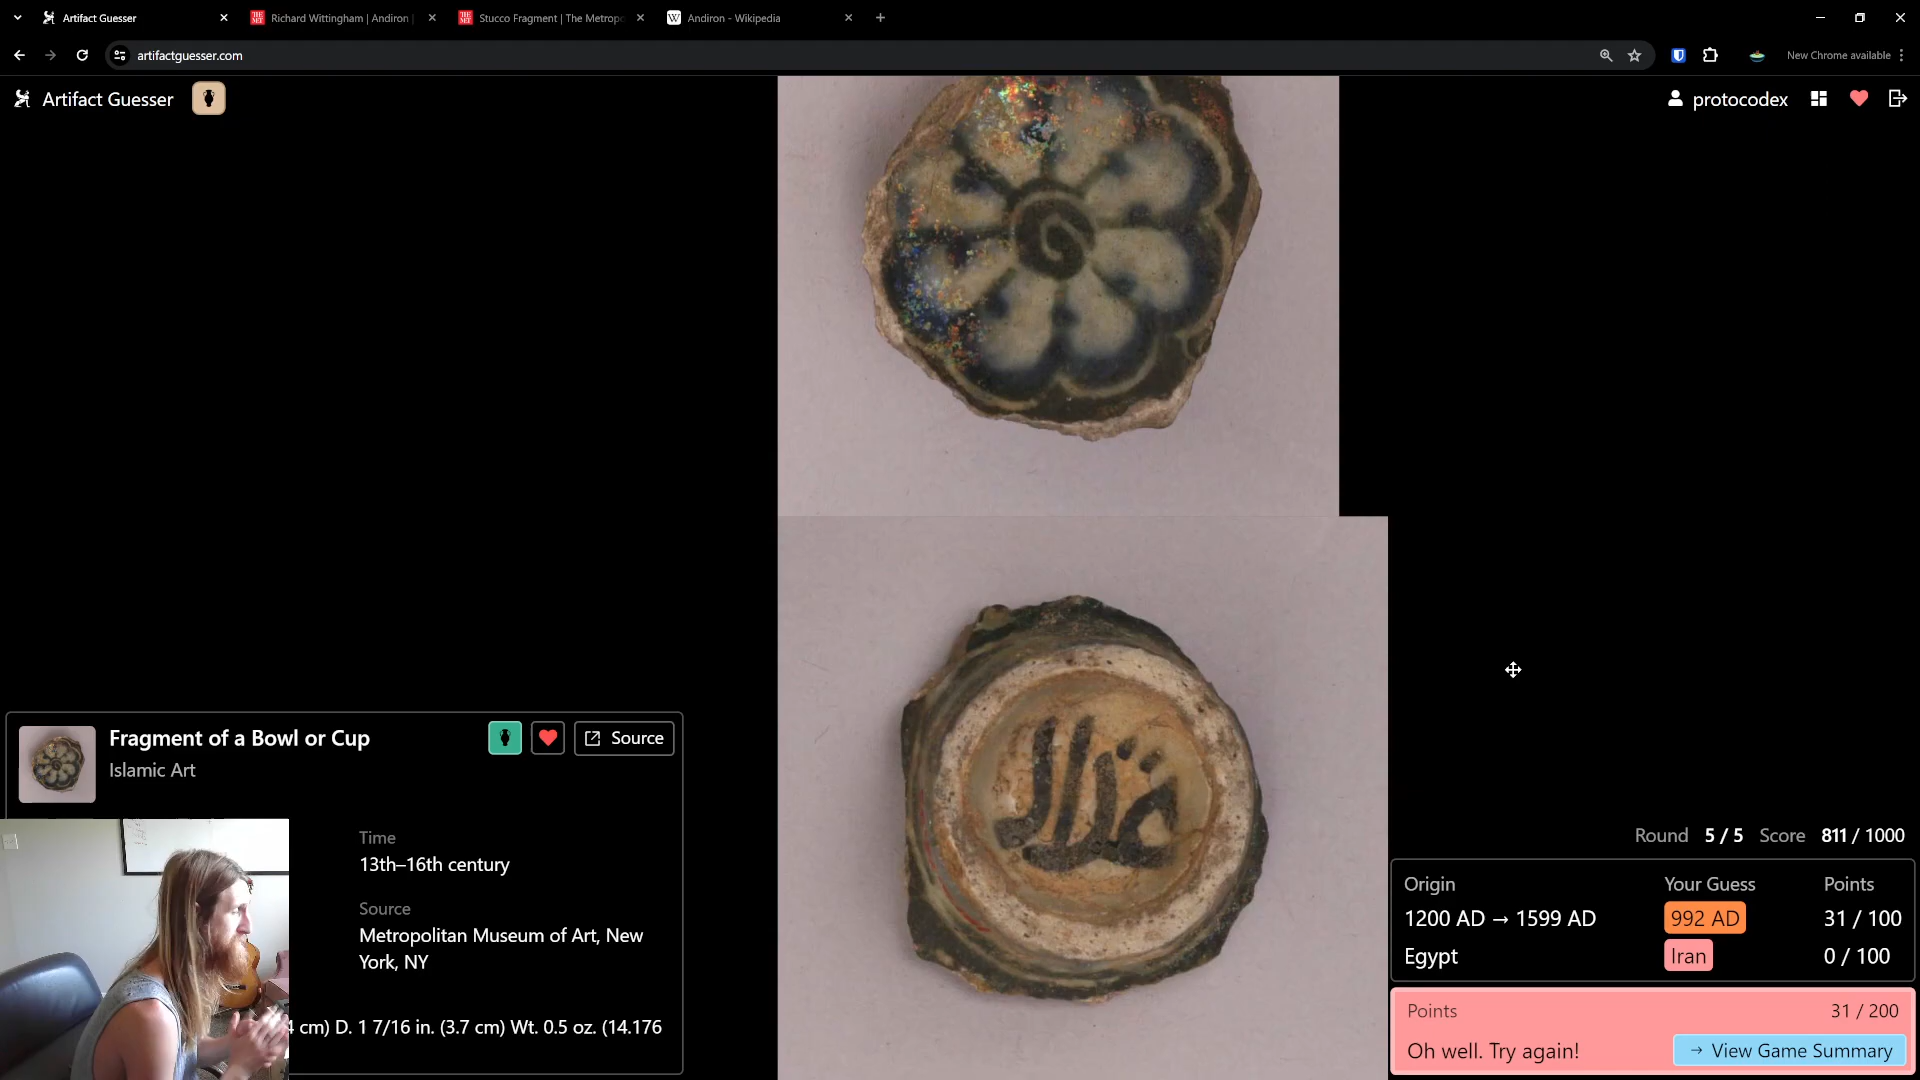 Artifact Guesser
Richard Wittingham | Andiron |
Stucco Fragment | The Metropo
Andiron - Wikipedia
artifactguesser.com
New Chrome available
Artifact Guesser
protocodex
Fragment of a Bowl or Cup
Islamic Art
Source
Time
13th–16th century
Source
Metropolitan Museum of Art, New
York, NY
4 cm) D. 1 7/16 in. (3.7 cm) Wt. 0.5 oz. (14.176
Round 5 / 5 Score 811 / 1000
Origin Your Guess Points
1200 AD → 1599 AD 992 AD 31 / 100
Egypt Iran 0 / 100
Points 31 / 200
Oh well. Try again! → View Game Summary